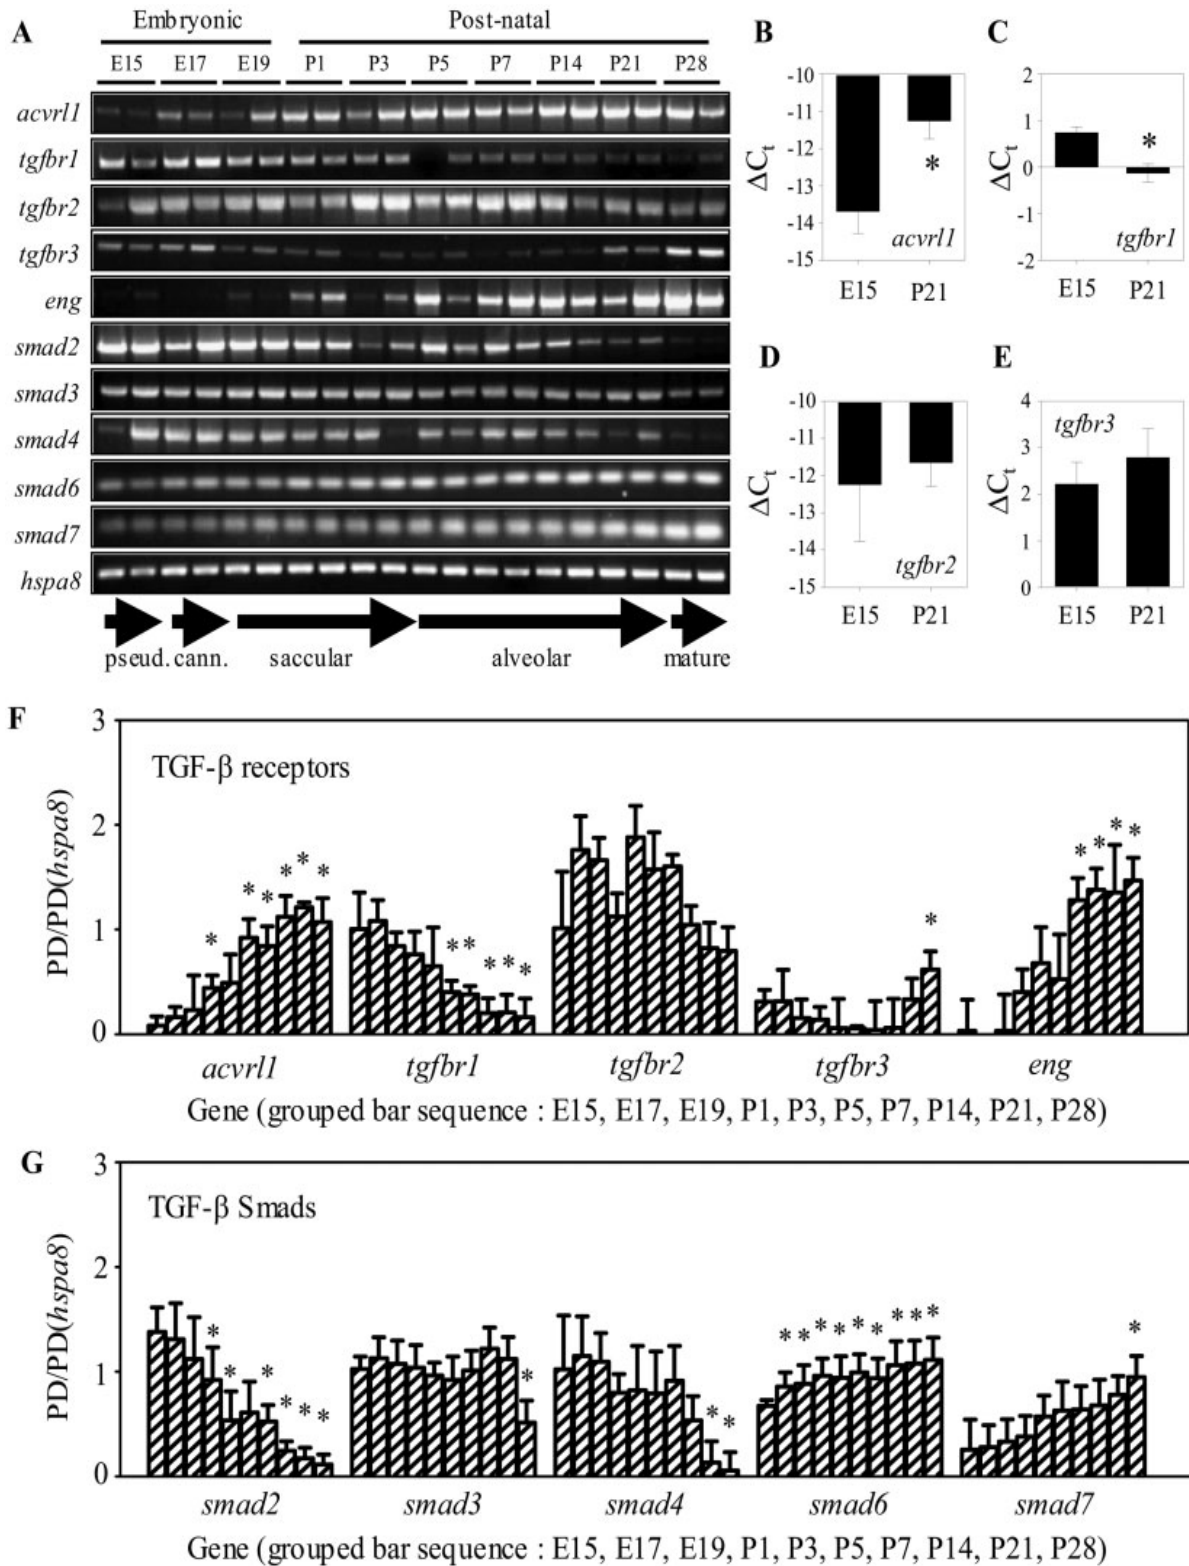 A
Embryonic Post-natal
E15 E17 E19 P1 P3 P5 P7 P14 P21 P28
acvrl1
tgfbr1
tgfbr2
tgfbr3
eng
smad2
smad3
smad4
smad6
smad7
hspa8
pseud. cann. saccular alveolar mature
B
ΔCt
-10
-11
-12
-13
-14
-15
*
acvrl1
E15 P21
C
ΔCt
2
1
0
-1
-2
*
tgfbr1
E15 P21
D
ΔCt
-10
-11
-12
-13
-14
-15
tgfbr2
E15 P21
E
ΔCt
4
3
2
1
0
tgfbr3
E15 P21
F
PD/PD(hspa8)
3
2
1
0
TGF-β receptors
* * * * * *
* * * * *
*
* * * *
acvrl1 tgfbr1 tgfbr2 tgfbr3 eng
Gene (grouped bar sequence : E15, E17, E19, P1, P3, P5, P7, P14, P21, P28)
G
PD/PD(hspa8)
3
2
1
0
TGF-β Smads
* * * * * *
*
* *
* * * * * * * * *
*
smad2 smad3 smad4 smad6 smad7
Gene (grouped bar sequence : E15, E17, E19, P1, P3, P5, P7, P14, P21, P28)